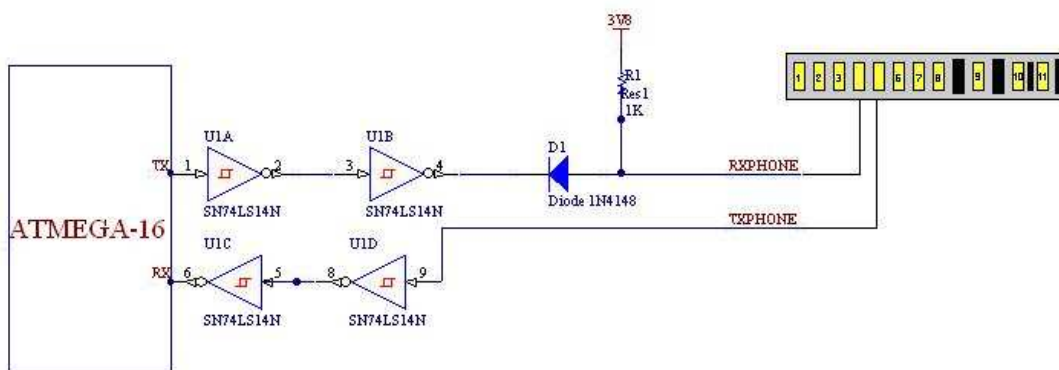 3V8
R1
Res1
1K
1 2 3 6 7 8 9 10 11
U1A
U1B
D1
TX
1
2
3
4
RXPHONE
SN74LS14N
SN74LS14N
Diode 1N4148
TXPHONE
ATMEGA-16
U1C
U1D
RX
6
5
8
9
SN74LS14N
SN74LS14N